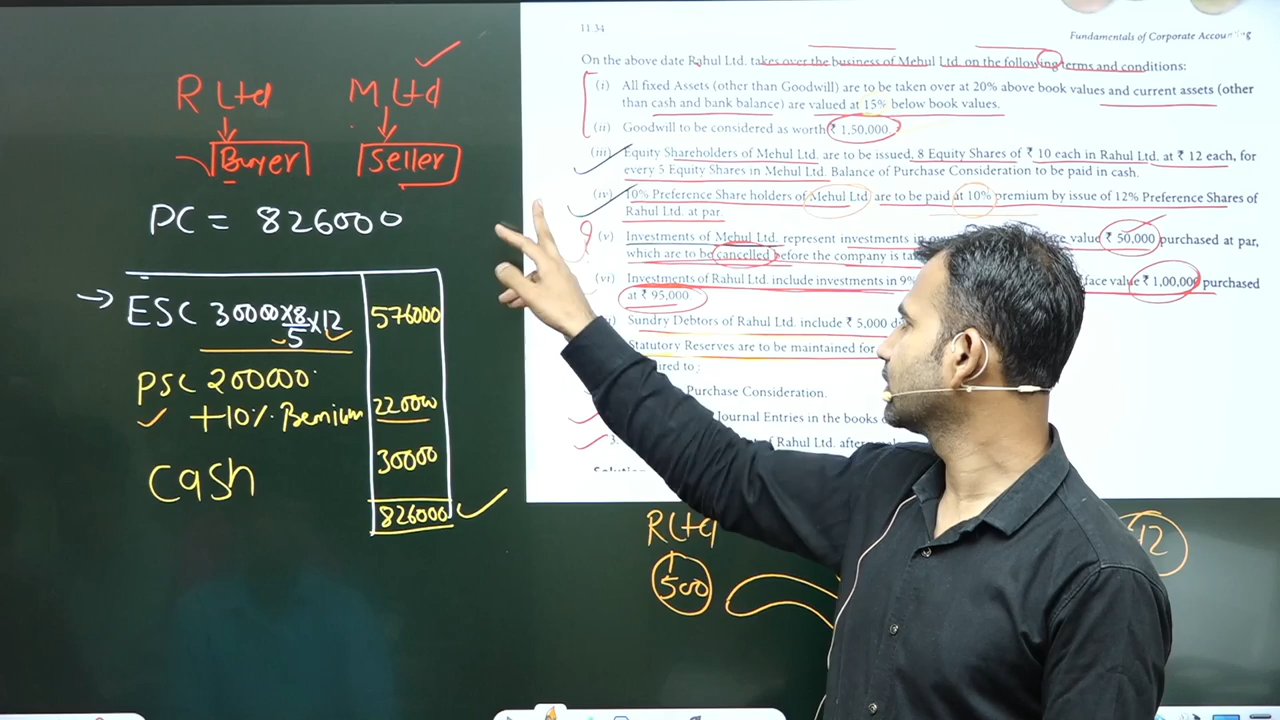 R Ltd M Ltd
Buyer Seller
PC = 826000
ESC 30000×8/5×12 576000
PSC 200000
+10% Premium 220000
Cash 30000
826000
11.34 Fundamentals of Corporate Accounting
On the above date Rahul Ltd. takes over the business of Mehul Ltd. on the following terms and conditions:
(i) All fixed Assets (other than Goodwill) are to be taken over at 20% above book values and current assets (other
than cash and bank balance) are valued at 15% below book values.
(ii) Goodwill to be considered as worth ₹ 1,50,000.
(iii) Equity Shareholders of Mehul Ltd. are to be issued, 8 Equity Shares of ₹ 10 each in Rahul Ltd. at ₹ 12 each, for
every 5 Equity Shares in Mehul Ltd. Balance of Purchase Consideration to be paid in cash.
(iv) 10% Preference Share holders of Mehul Ltd. are to be paid at 10% premium by issue of 12% Preference Shares of
Rahul Ltd. at par.
(v) Investments of Mehul Ltd. represent investments in value ₹ 50,000 purchased at par,
which are to be cancelled before the company is
(vi) Investments of Rahul Ltd. include investments in 9% face value ₹ 1,00,000 purchased
at ₹ 95,000
Sundry Debtors of Rahul Ltd. include ₹ 5,000
Statutory Reserves are to be maintained for
Purchase Consideration.
Journal Entries in the books
3. of Rahul Ltd. after
R Ltd
500
12